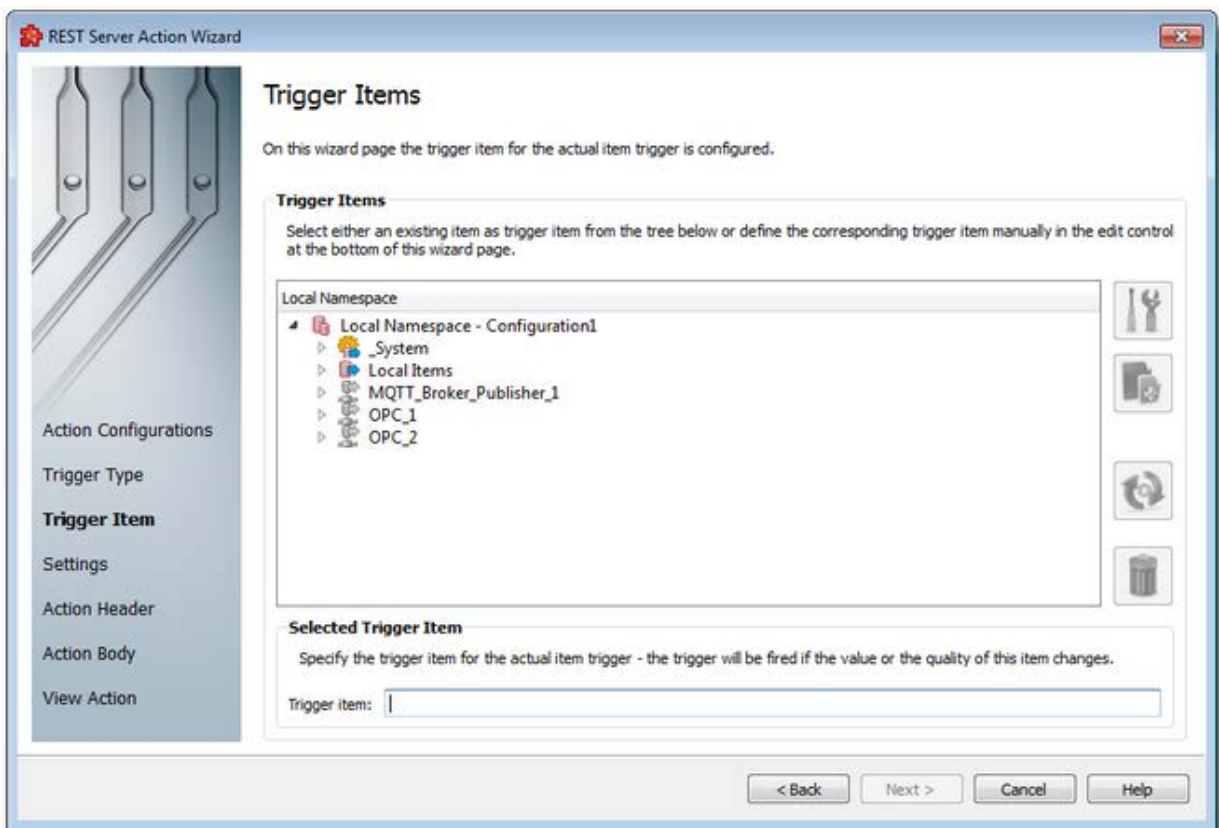 REST Server Action Wizard
Trigger Items
On this wizard page the trigger item for the actual item trigger is configured.
Trigger Items
Select either an existing item as trigger item from the tree below or define the corresponding trigger item manually in the edit control
at the bottom of this wizard page.
Local Namespace
Local Namespace - Configuration1
_System
Local Items
MQTT_Broker_Publisher_1
OPC_1
OPC_2
Action Configurations
Trigger Type
Trigger Item
Settings
Action Header
Action Body
View Action
Selected Trigger Item
Specify the trigger item for the actual item trigger - the trigger will be fired if the value or the quality of this item changes.
Trigger item:
< Back Next > Cancel Help